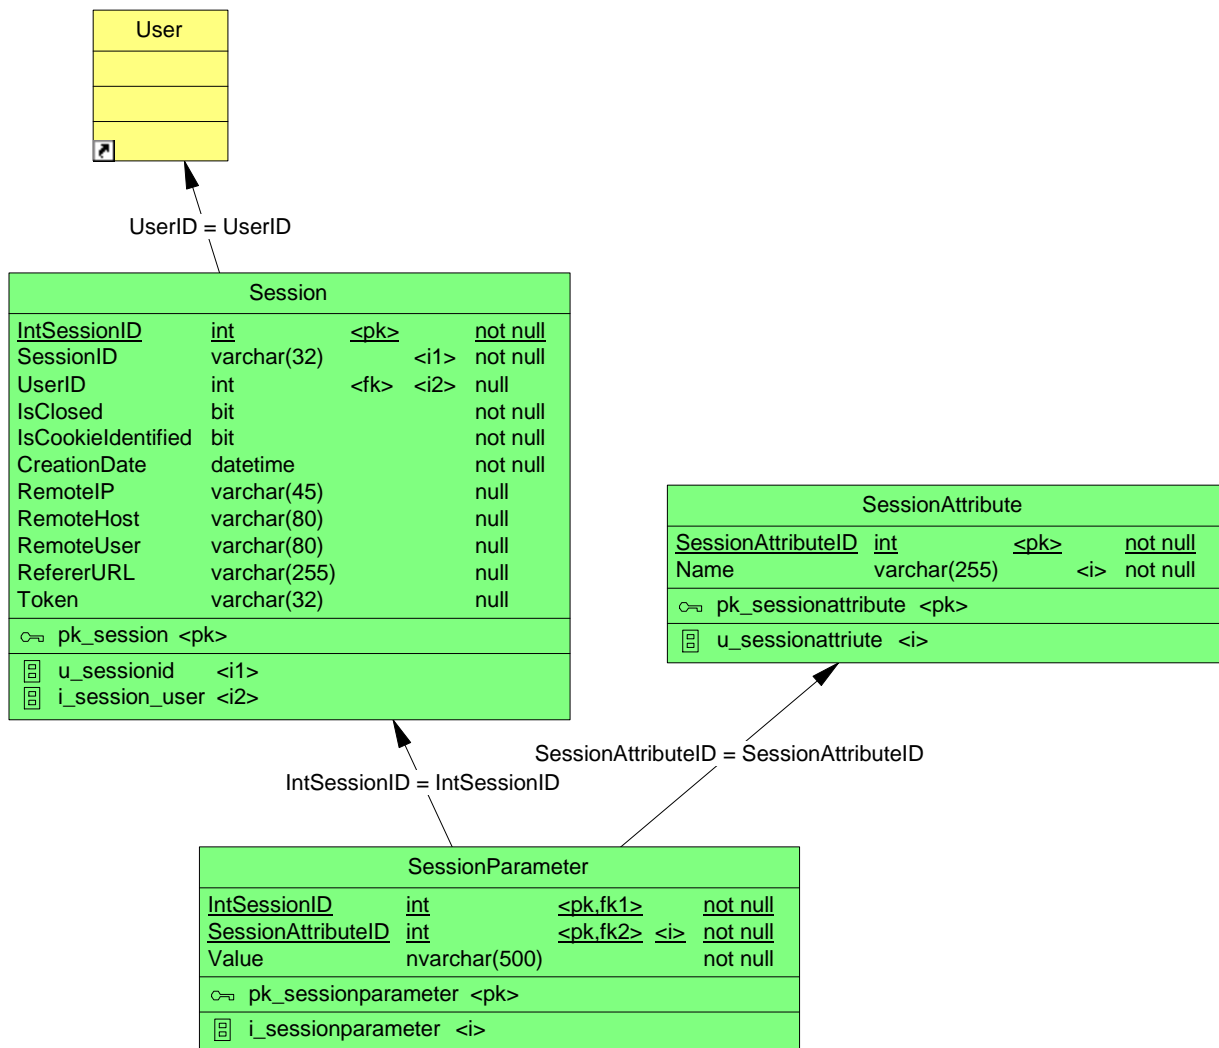 User
UserID = UserID
Session
IntSessionID int <pk> not null
SessionID varchar(32) <i1> not null
UserID int <fk> <i2> null
IsClosed bit not null
IsCookieIdentified bit not null
CreationDate datetime not null
RemoteIP varchar(45) null
RemoteHost varchar(80) null
RemoteUser varchar(80) null
RefererURL varchar(255) null
Token varchar(32) null
pk_session <pk>
u_sessionid <i1>
i_session_user <i2>
SessionAttribute
SessionAttributeID int <pk> not null
Name varchar(255) <i> not null
pk_sessionattribute <pk>
u_sessionattriute <i>
SessionAttributeID = SessionAttributeID
IntSessionID = IntSessionID
SessionParameter
IntSessionID int <pk,fk1> not null
SessionAttributeID int <pk,fk2> <i> not null
Value nvarchar(500) not null
pk_sessionparameter <pk>
i_sessionparameter <i>